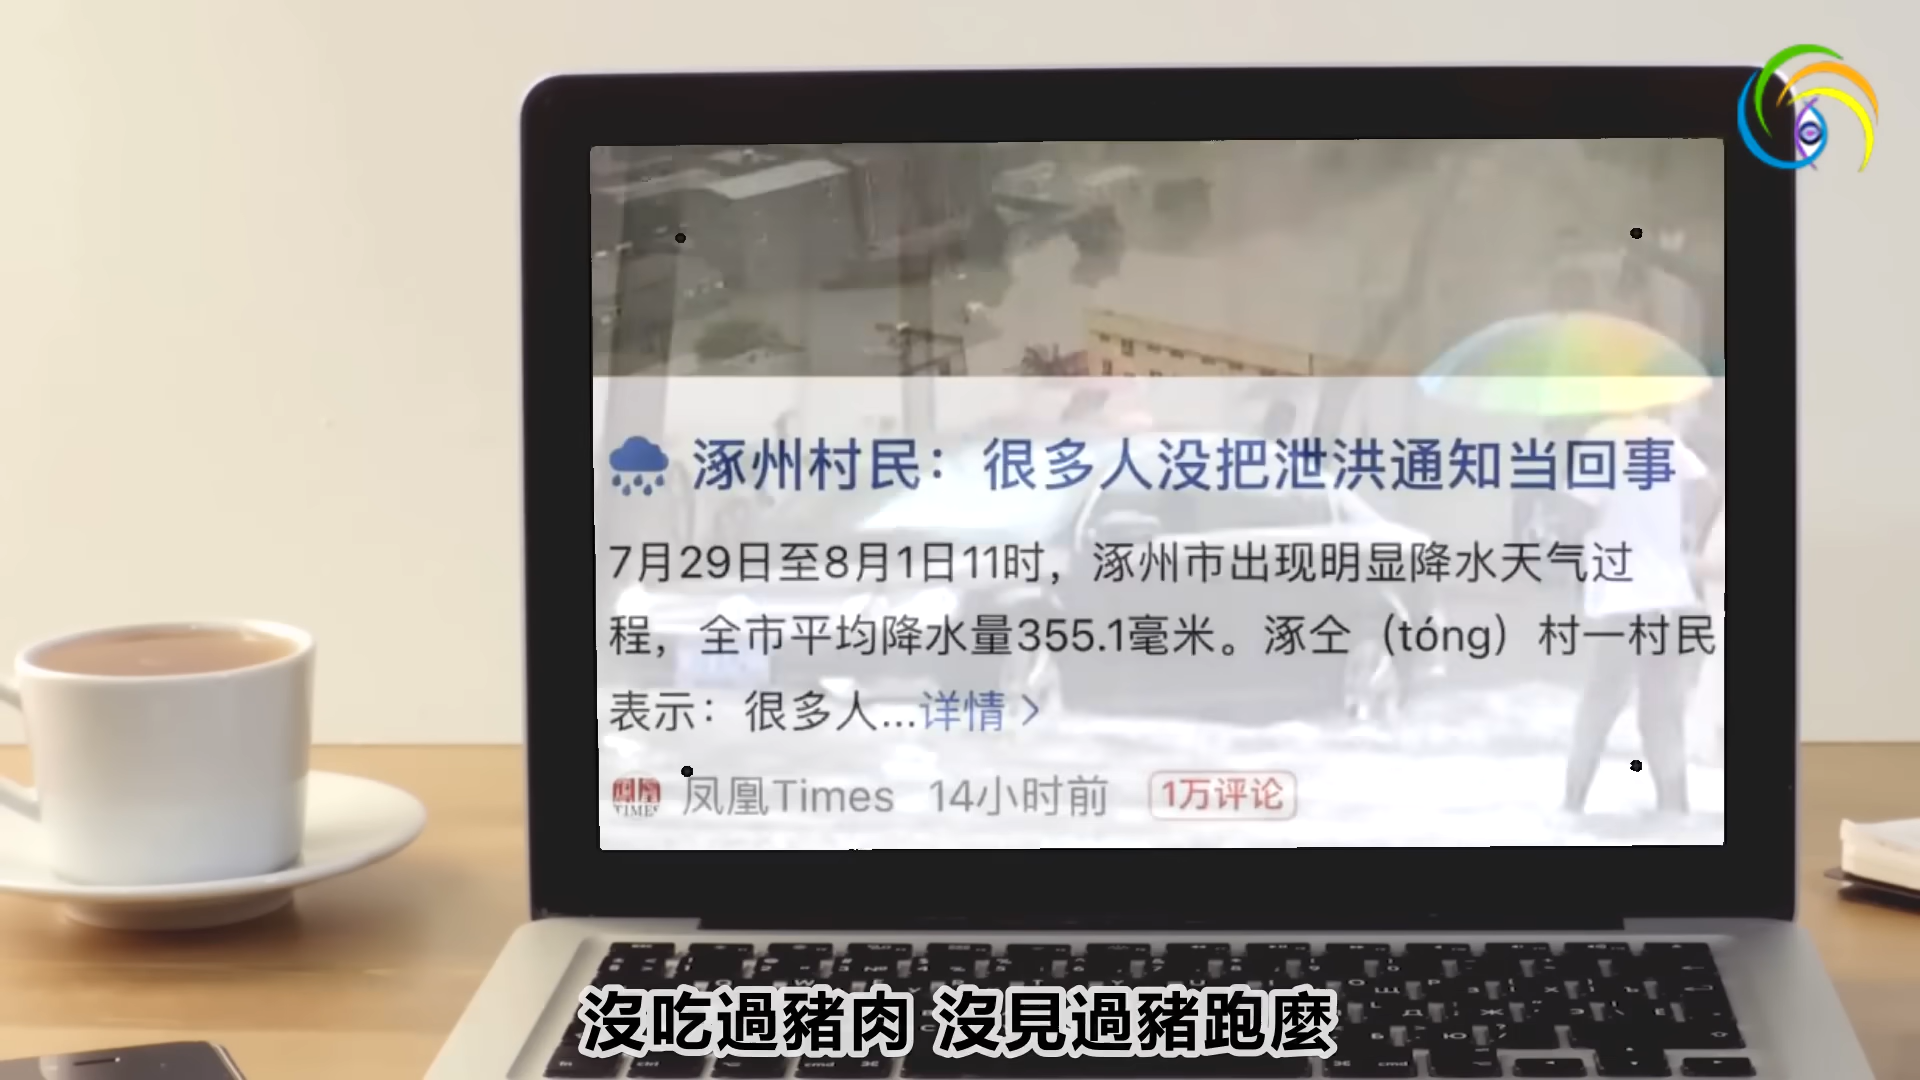 涿州村民：很多人没把泄洪通知当回事
7月29日至8月1日11时，涿州市出现明显降水天气过
程，全市平均降水量355.1毫米。涿仝（tóng）村一村民
表示：很多人...详情 >
TIMES
凤凰Times 14小时前 1万评论
沒吃過豬肉 沒見過豬跑麼